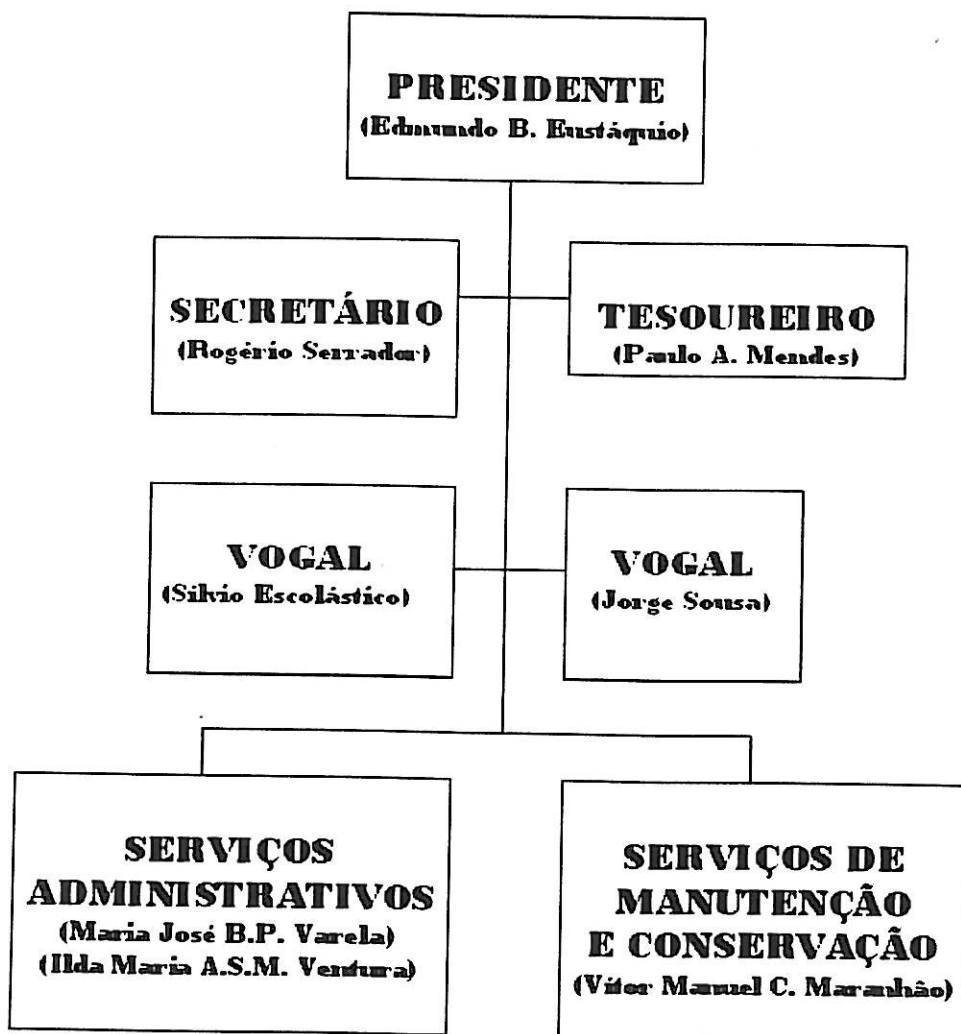 PRESIDENTE
(Edmundo B. Eustáquio)
SECRETÁRIO
(Rogério Serrador)
TESOUREIRO
(Paulo A. Mendes)
VOGAL
(Silvio Escolástico)
VOGAL
(Jorge Sousa)
SERVIÇOS
ADMINISTRATIVOS
(Maria José B.P. Varela)
(Ilda Maria A.S.M. Ventura)
SERVIÇOS DE
MANUTENÇÃO
E CONSERVAÇÃO
(Vítor Manuel C. Maranhão)